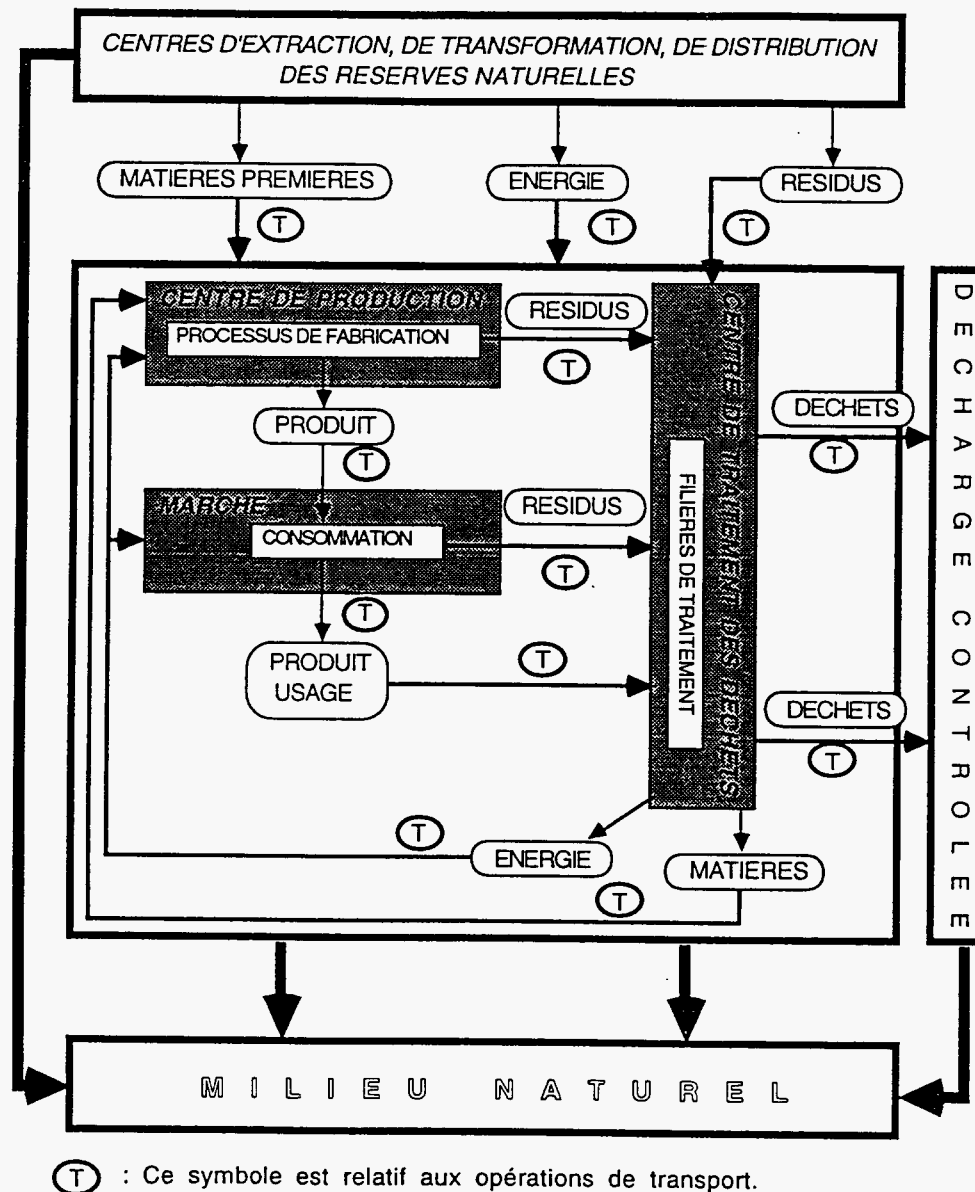 CENTRES D'EXTRACTION, DE TRANSFORMATION, DE DISTRIBUTION
DES RESERVES NATURELLES
MATIERES PREMIERES
ENERGIE
RESIDUS
T
T
T
CENTRE DE PRODUCTION
PROCESSUS DE FABRICATION
RESIDUS
T
PRODUIT
T
MARCHE
CONSOMMATION
RESIDUS
T
T
PRODUIT
USAGE
T
CENTRE DE TRAITEMENT DES DECHETS
FILIERES DE TRAITEMENT
DECHETS
T
DECHETS
T
T
ENERGIE
MATIERES
T
DECHARGE CONTROLEE
MILIEU NATUREL
T : Ce symbole est relatif aux opérations de transport.